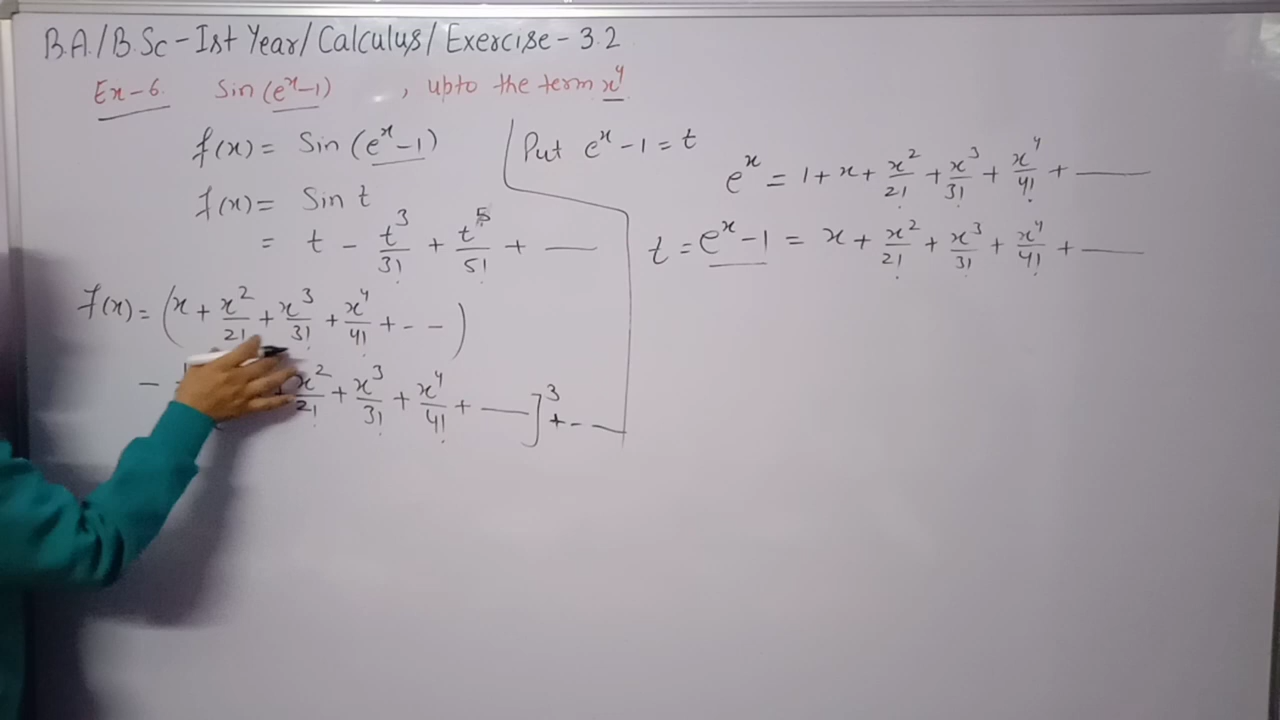 B.A./B.Sc - Ist Year/Calculus/Exercise - 3.2
Ex-6. Sin(e^x-1) , upto the term x^4
f(x) = Sin(e^x-1)
f(x) = Sin t
= t - t^3/3! + t^5/5! + ——
f(x) = (x + x^2/2! + x^3/3! + x^4/4! + - -)
- + x^2/2! + x^3/3! + x^4/4! + ——]^3 + - —
Put e^x - 1 = t
e^x = 1 + x + x^2/2! + x^3/3! + x^4/4! + ——
t = e^x - 1 = x + x^2/2! + x^3/3! + x^4/4! + ——